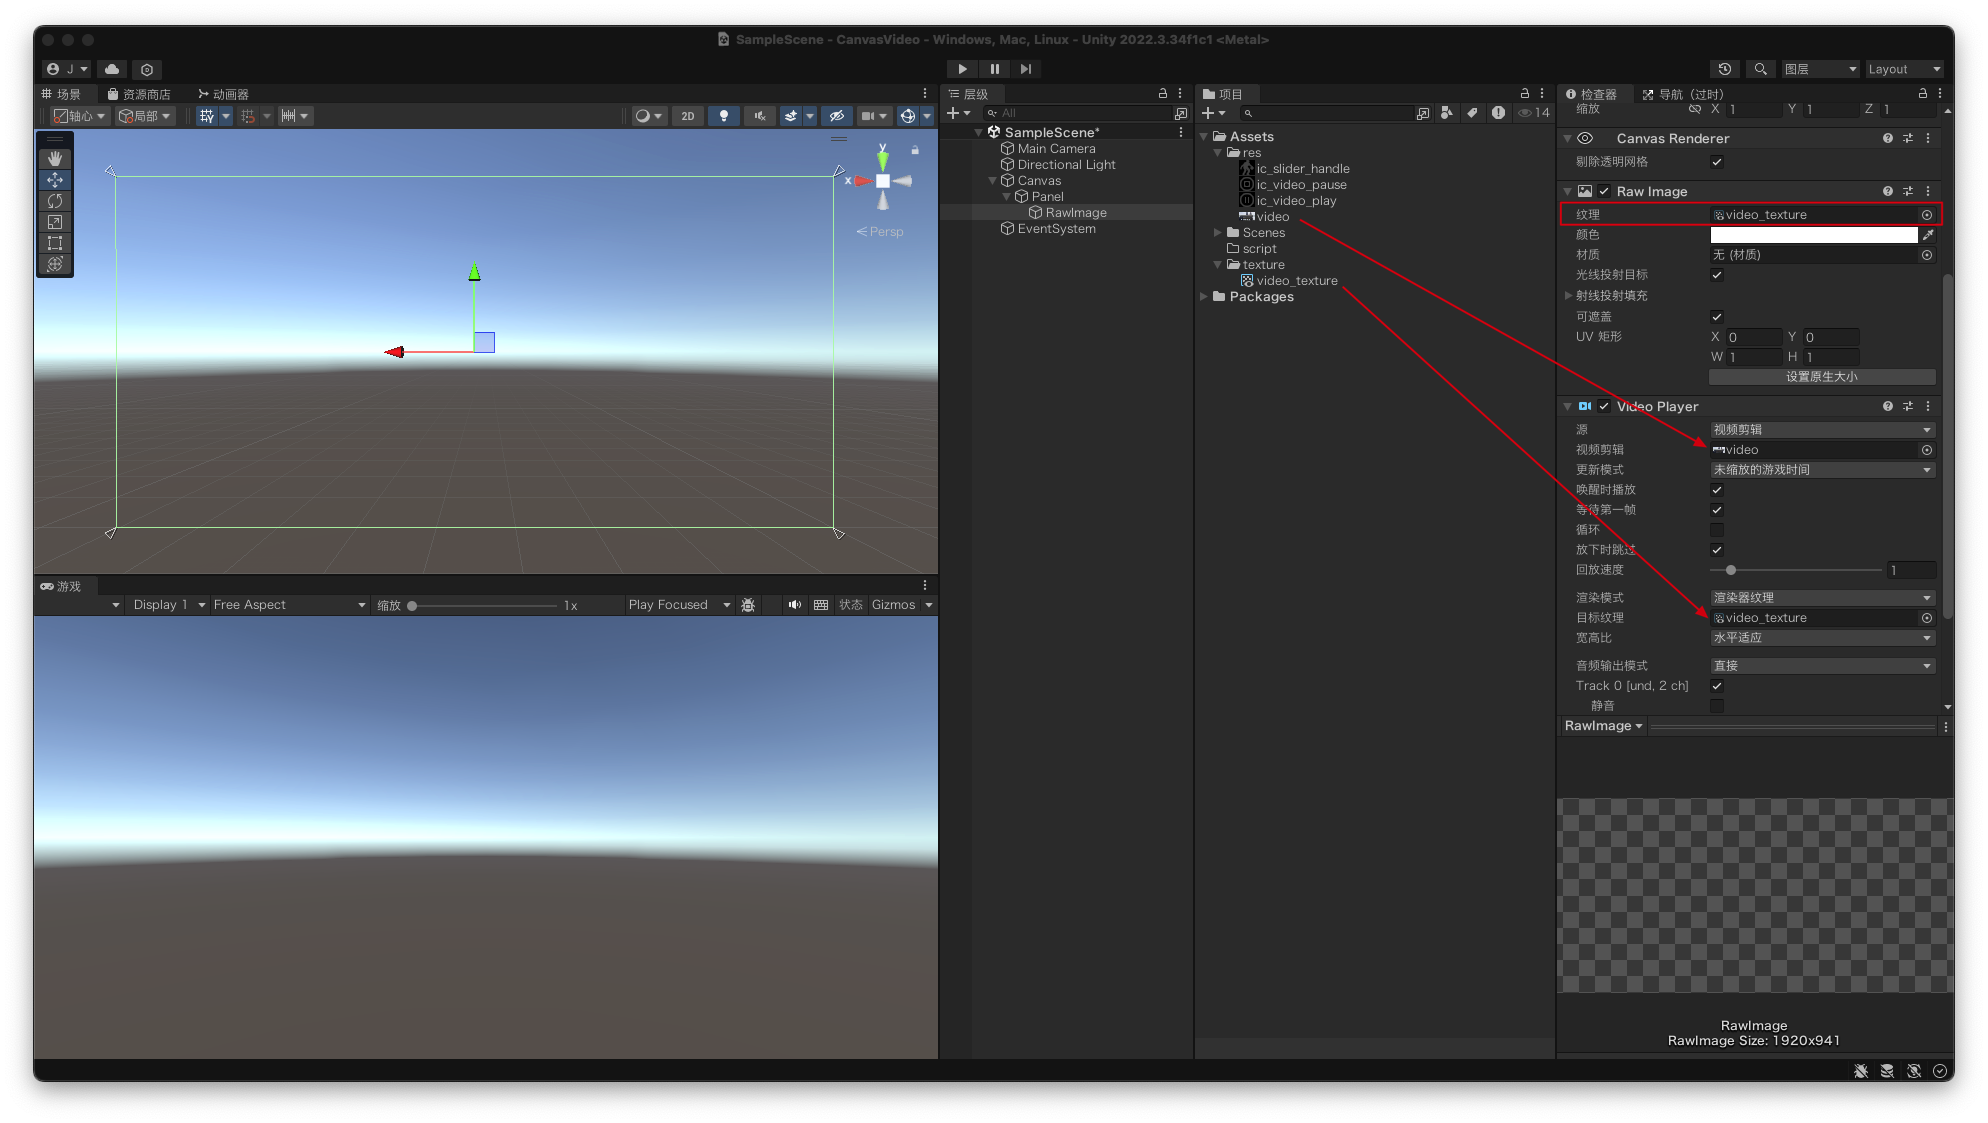 SampleScene - CanvasVideo - Windows, Mac, Linux - Unity 2022.3.34f1c1 <Metal>
J
图层
Layout
场景
资源商店
动画器
轴心
局部
2D
y
x
Persp
游戏
Display 1
Free Aspect
缩放
1x
Play Focused
状态
Gizmos
层级
All
SampleScene*
Main Camera
Directional Light
Canvas
Panel
RawImage
EventSystem
项目
14
Assets
res
ic_slider_handle
ic_video_pause
ic_video_play
video
Scenes
script
texture
video_texture
Packages
检查器
导航（过时）
缩放
X 1
Y 1
Z 1
Canvas Renderer
剔除透明网格
Raw Image
纹理
video_texture
颜色
材质
无 (材质)
光线投射目标
射线投射填充
可遮盖
UV 矩形
X 0
Y 0
W 1
H 1
设置原生大小
Video Player
源
视频剪辑
视频剪辑
video
更新模式
未缩放的游戏时间
唤醒时播放
等待第一帧
循环
放下时跳过
回放速度
1
渲染模式
渲染器纹理
目标纹理
video_texture
宽高比
水平适应
音频输出模式
直接
Track 0 [und, 2 ch]
静音
RawImage
RawImage
RawImage Size: 1920x941